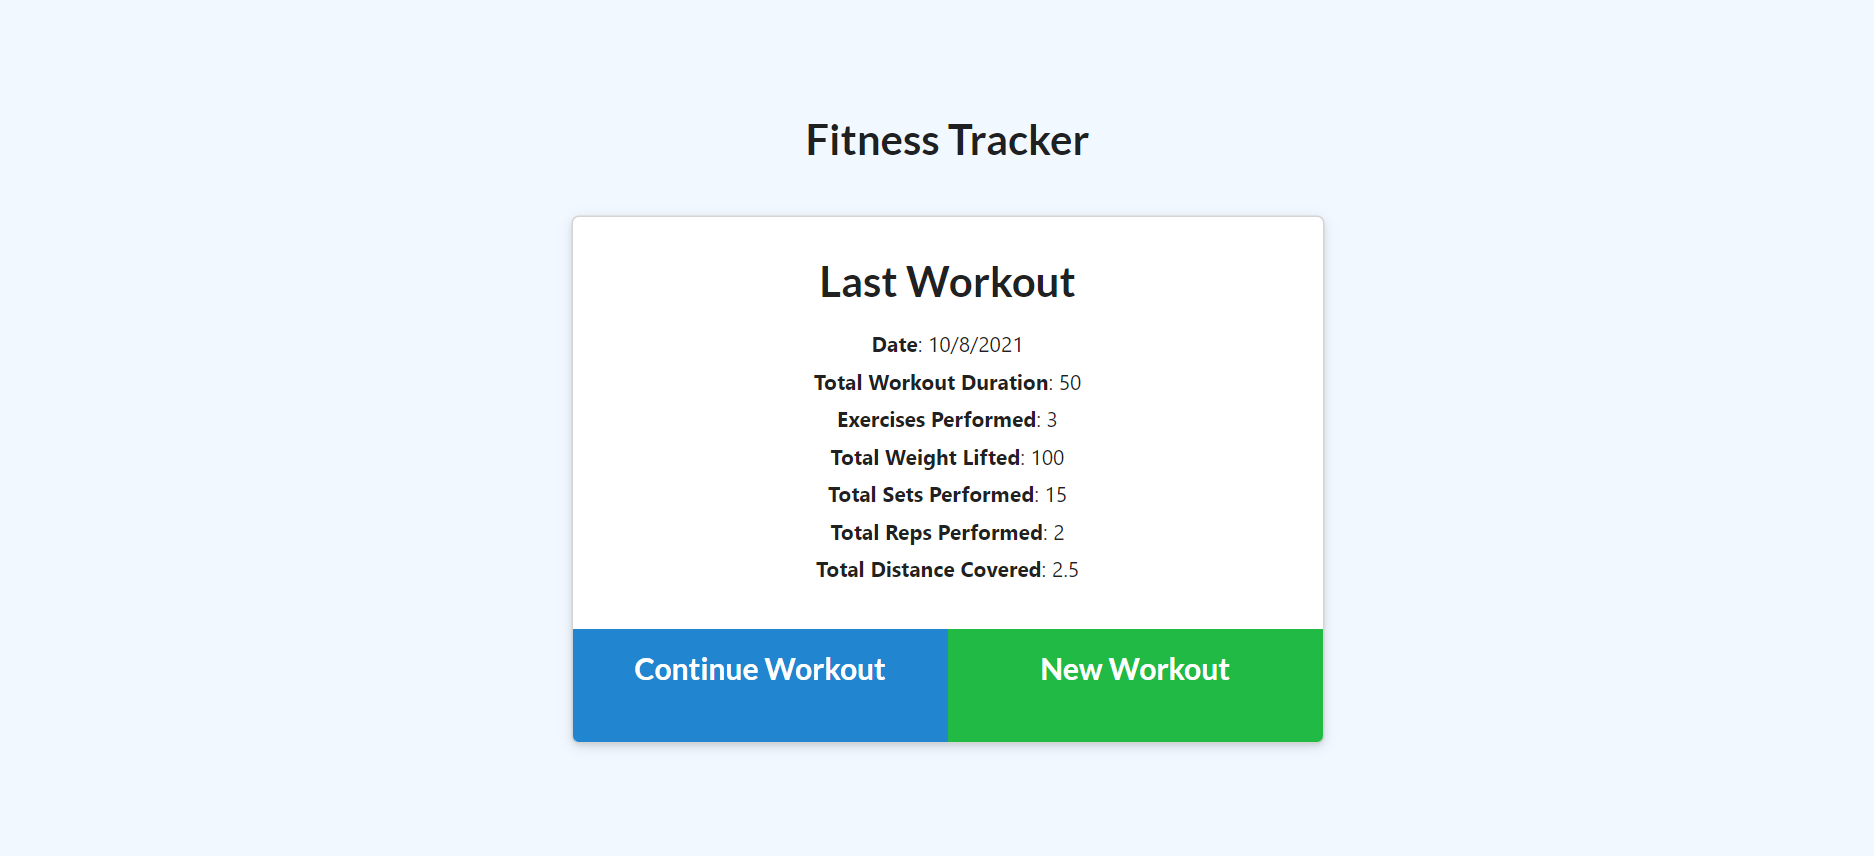 Fitness Tracker
Last Workout
Date: 10/8/2021
Total Workout Duration: 50
Exercises Performed: 3
Total Weight Lifted: 100
Total Sets Performed: 15
Total Reps Performed: 2
Total Distance Covered: 2.5
Continue Workout
New Workout